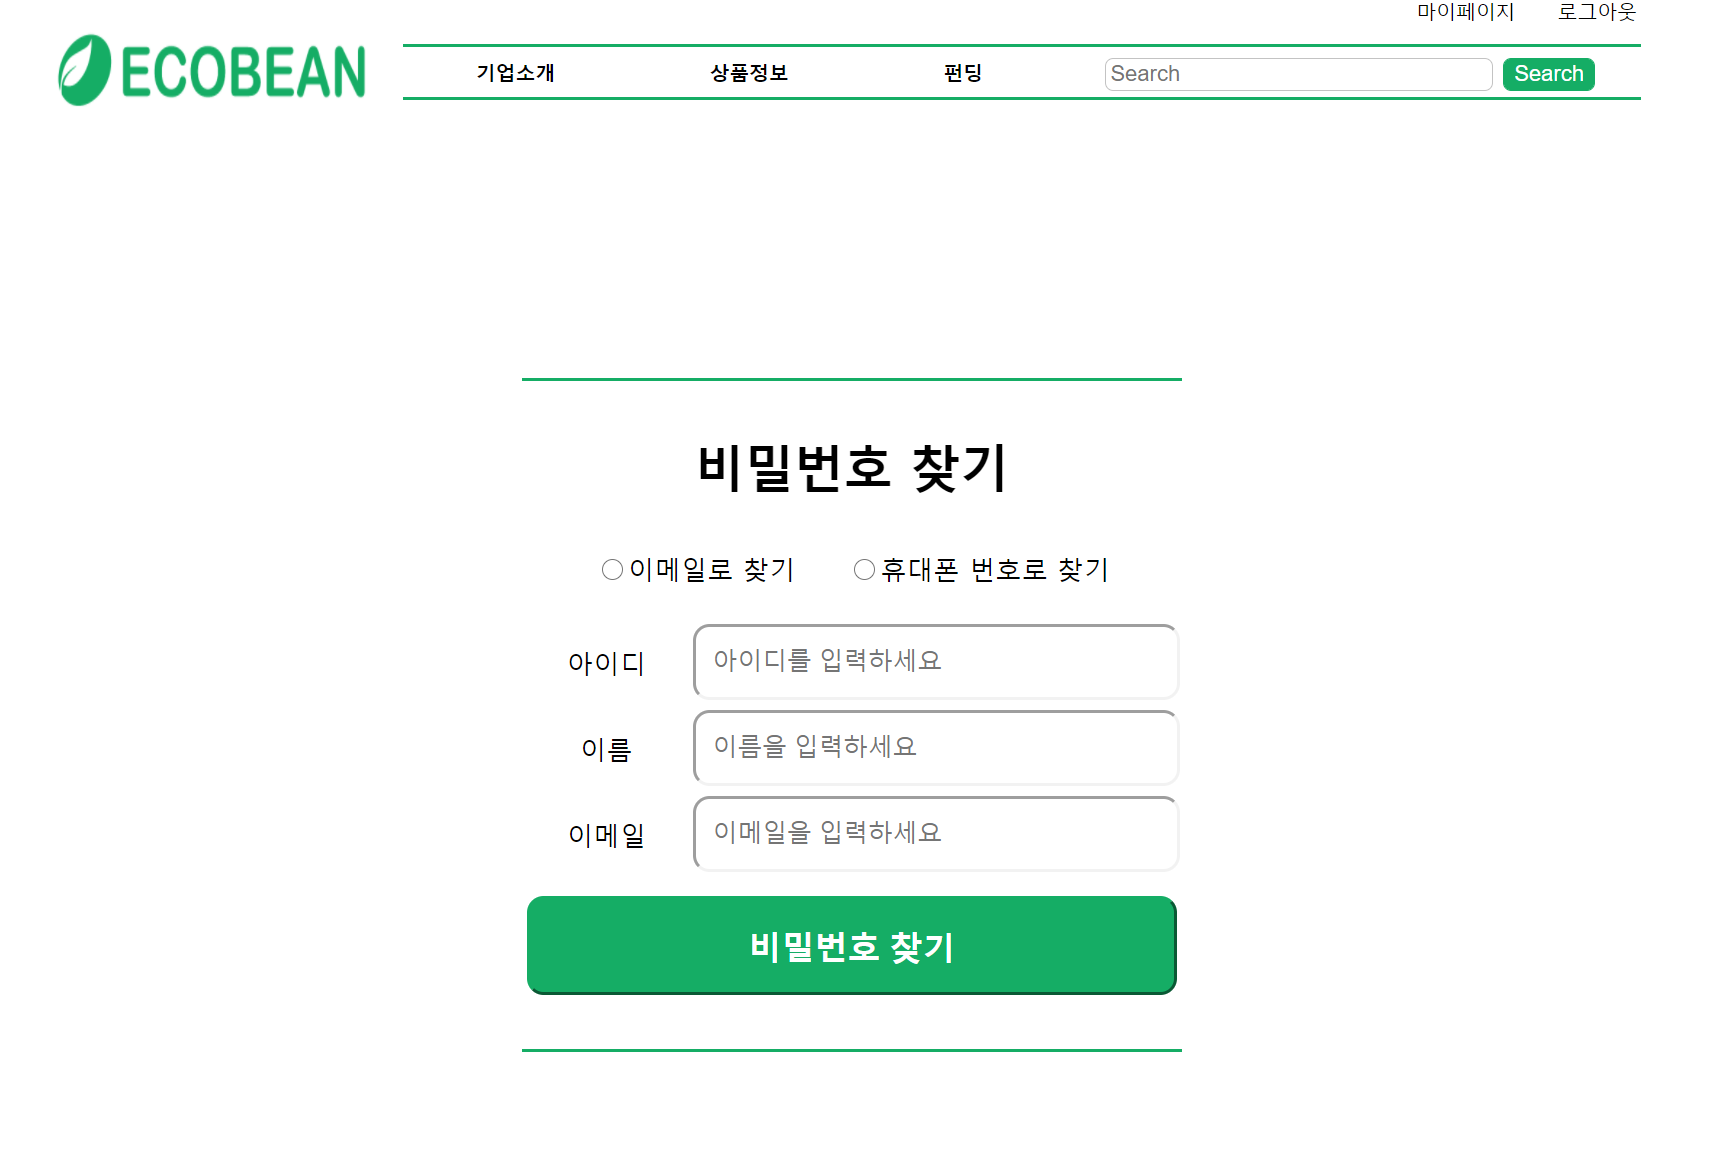 마이페이지 로그아웃
ECOBEAN 기업소개 상품정보 펀딩 Search Search
비밀번호 찾기
이메일로 찾기 휴대폰 번호로 찾기
아이디 아이디를 입력하세요
이름 이름을 입력하세요
이메일 이메일을 입력하세요
비밀번호 찾기